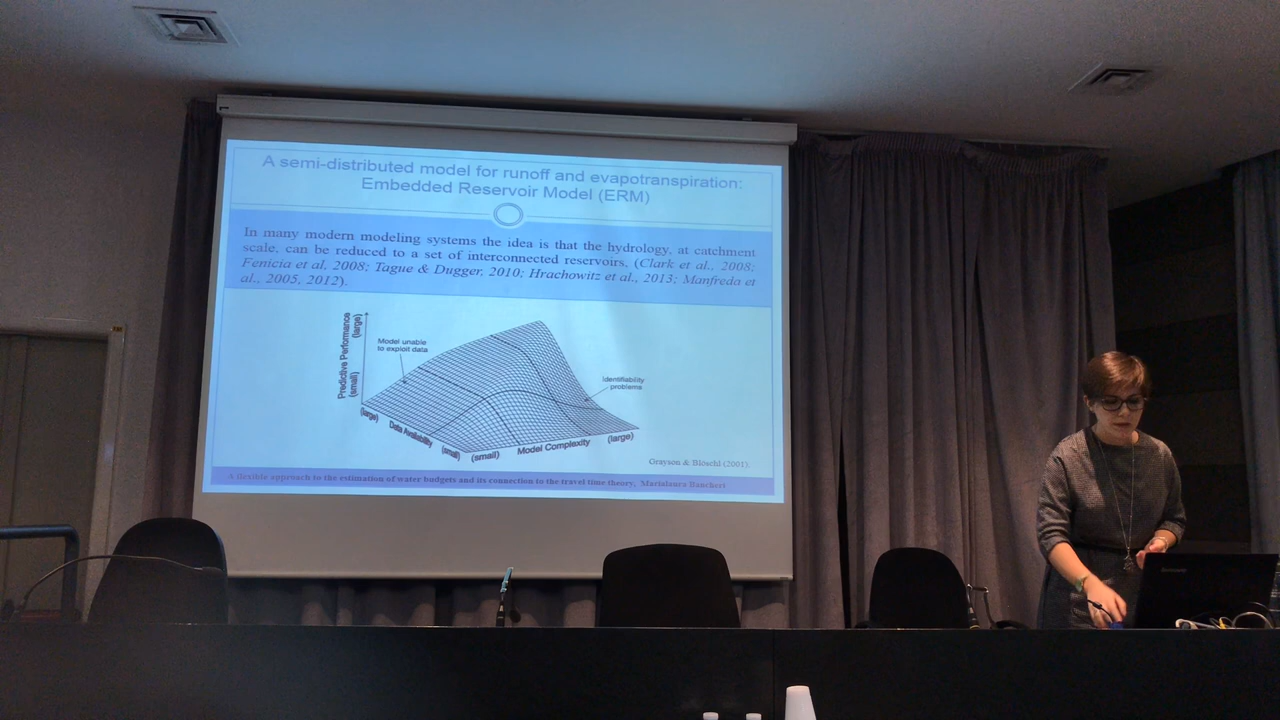 A semi-distributed model for runoff and evapotranspiration:
Embedded Reservoir Model (ERM)
In many modern modeling systems the idea is that the hydrology, at catchment
scale, can be reduced to a set of interconnected reservoirs, (Clark et al., 2008;
Fenicia et al, 2008; Tague & Dugger, 2010; Hrachowitz et al., 2013; Manfreda et
al., 2005, 2012).
Predictive Performance
(small) (large)
Model unable
to exploit data
Identifiability
problems
(large) Data Availability (small)
(small) Model Complexity (large)
Grayson & Blöschl (2001)
A flexible approach to the estimation of water budgets and its connection to the travel time theory, Marialaura Bancheri